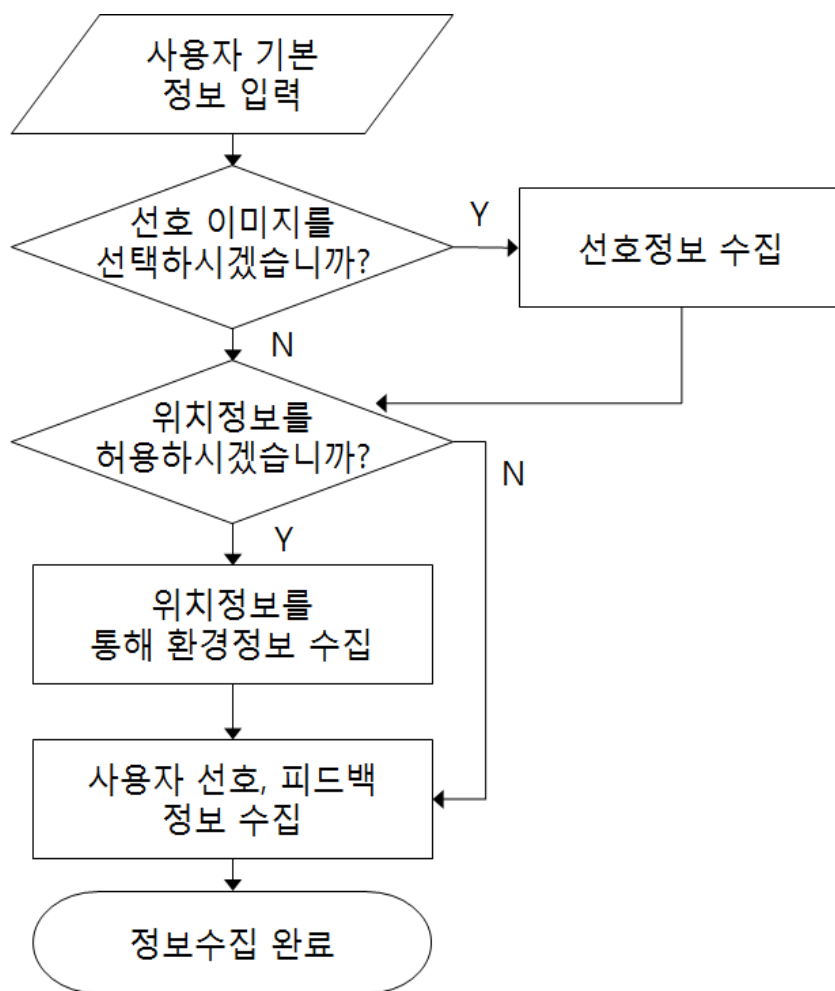 사용자 기본
정보 입력
선호 이미지를
선택하시겠습니까?
Y
선호정보 수집
N
위치정보를
허용하시겠습니까?
N
Y
위치정보를
통해 환경정보 수집
사용자 선호, 피드백
정보 수집
정보수집 완료